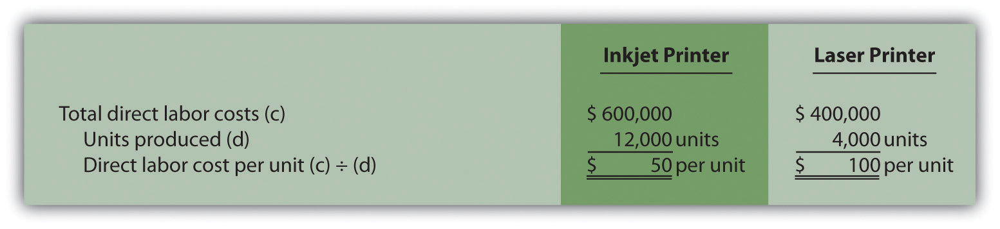 Inkjet Printer Laser Printer
Total direct labor costs (c) $ 600,000 $ 400,000
Units produced (d) 12,000 units 4,000 units
Direct labor cost per unit (c) ÷ (d) $ 50 per unit $ 100 per unit